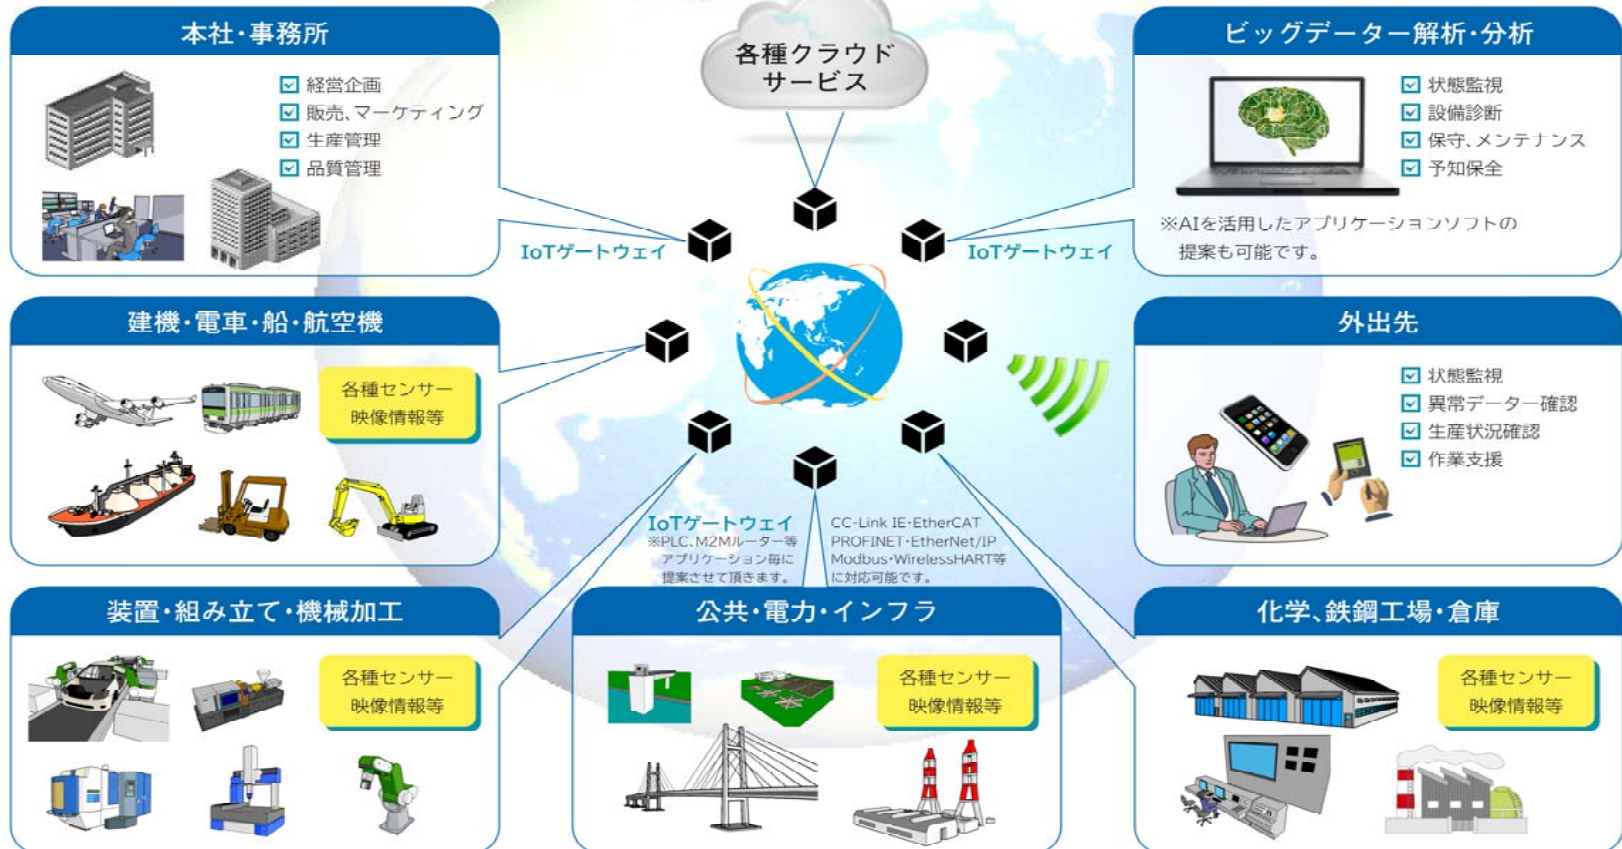 本社・事務所
経営企画
販売、マーケティング
生産管理
品質管理
各種クラウド
サービス
ビッグデーター解析・分析
状態監視
設備診断
保守、メンテナンス
予知保全
※AIを活用したアプリケーションソフトの
提案も可能です。
IoTゲートウェイ
IoTゲートウェイ
建機・電車・船・航空機
各種センサー
映像情報等
外出先
状態監視
異常データー確認
生産状況確認
作業支援
IoTゲートウェイ
※PLC、M2Mルーター等
アプリケーション毎に
提案させて頂きます。
CC-Link IE・EtherCAT
PROFINET・EtherNet/IP
Modbus・WirelessHART等
に対応可能です。
装置・組み立て・機械加工
各種センサー
映像情報等
公共・電力・インフラ
各種センサー
映像情報等
化学、鉄鋼工場・倉庫
各種センサー
映像情報等